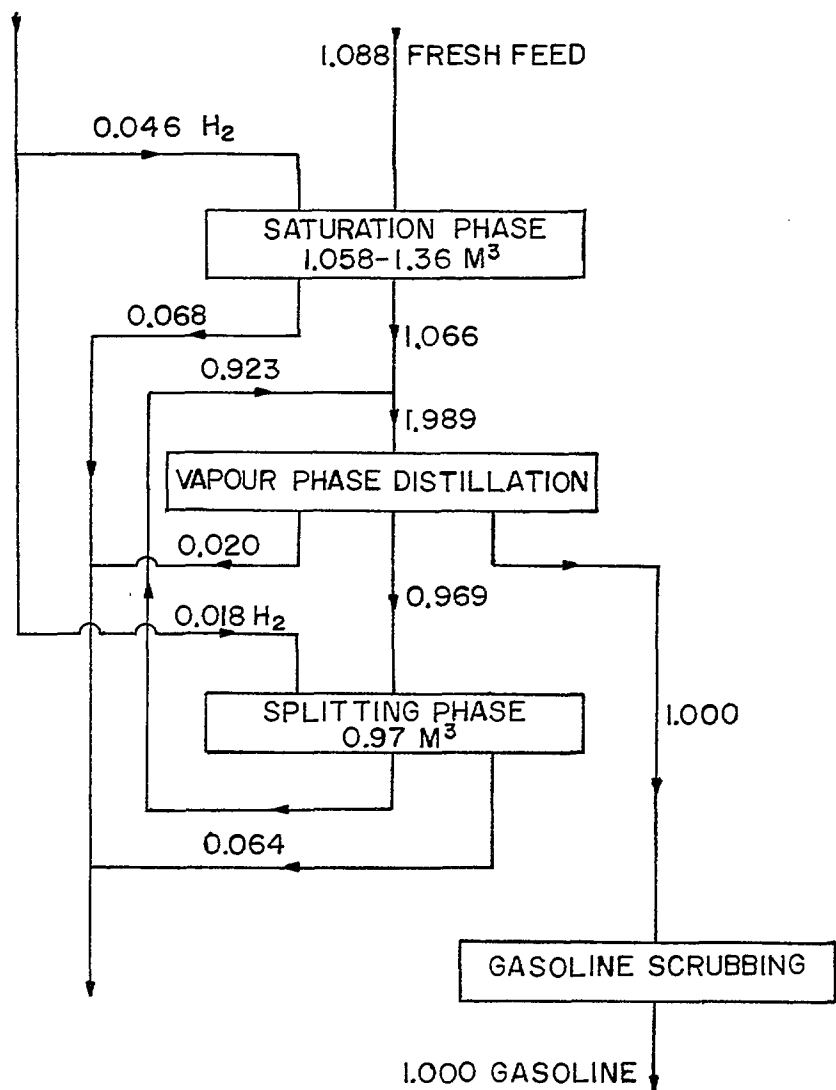 1.088 FRESH FEED
0.046 H₂
SATURATION PHASE
1.058-1.36 M³
0.068
1.066
0.923
1.989
VAPOUR PHASE DISTILLATION
0.020
0.969
0.018 H₂
SPLITTING PHASE
0.97 M³
1.000
0.064
GASOLINE SCRUBBING
1.000 GASOLINE